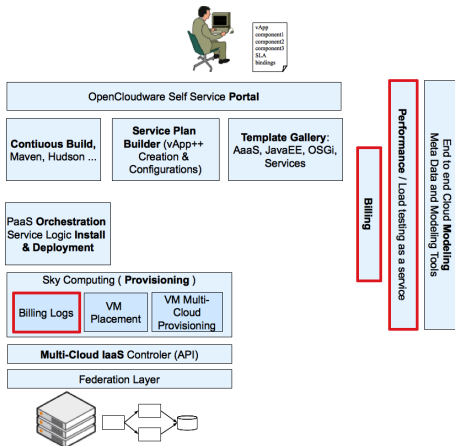 vApp
component1
component2
component3
SLA
bindings
OpenCloudware Self Service Portal
Contiuous Build,
Maven, Hudson ...
Service Plan
Builder (vApp++
Creation &
Configurations)
Template Gallery:
AaaS, JavaEE, OSGi,
Services
Billing
Performance / Load testing as a service
End to end Cloud Modeling
Meta Data and Modeling Tools
PaaS Orchestration
Service Logic Install
& Deployment
Sky Computing ( Provisioning )
Billing Logs
VM
Placement
VM Multi-
Cloud
Provisioning
Multi-Cloud IaaS Controler (API)
Federation Layer